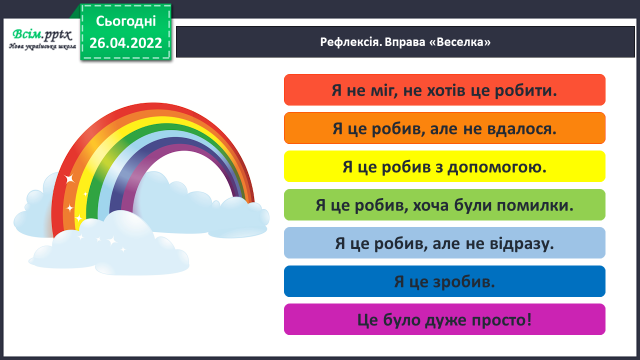 Всім.pptx
Нова українська школа
Сьогодні
26.04.2022
Рефлексія. Вправа «Веселка»
Я не міг, не хотів це робити.
Я це робив, але не вдалося.
Я це робив з допомогою.
Я це робив, хоча були помилки.
Я це робив, але не відразу.
Я це зробив.
Це було дуже просто!